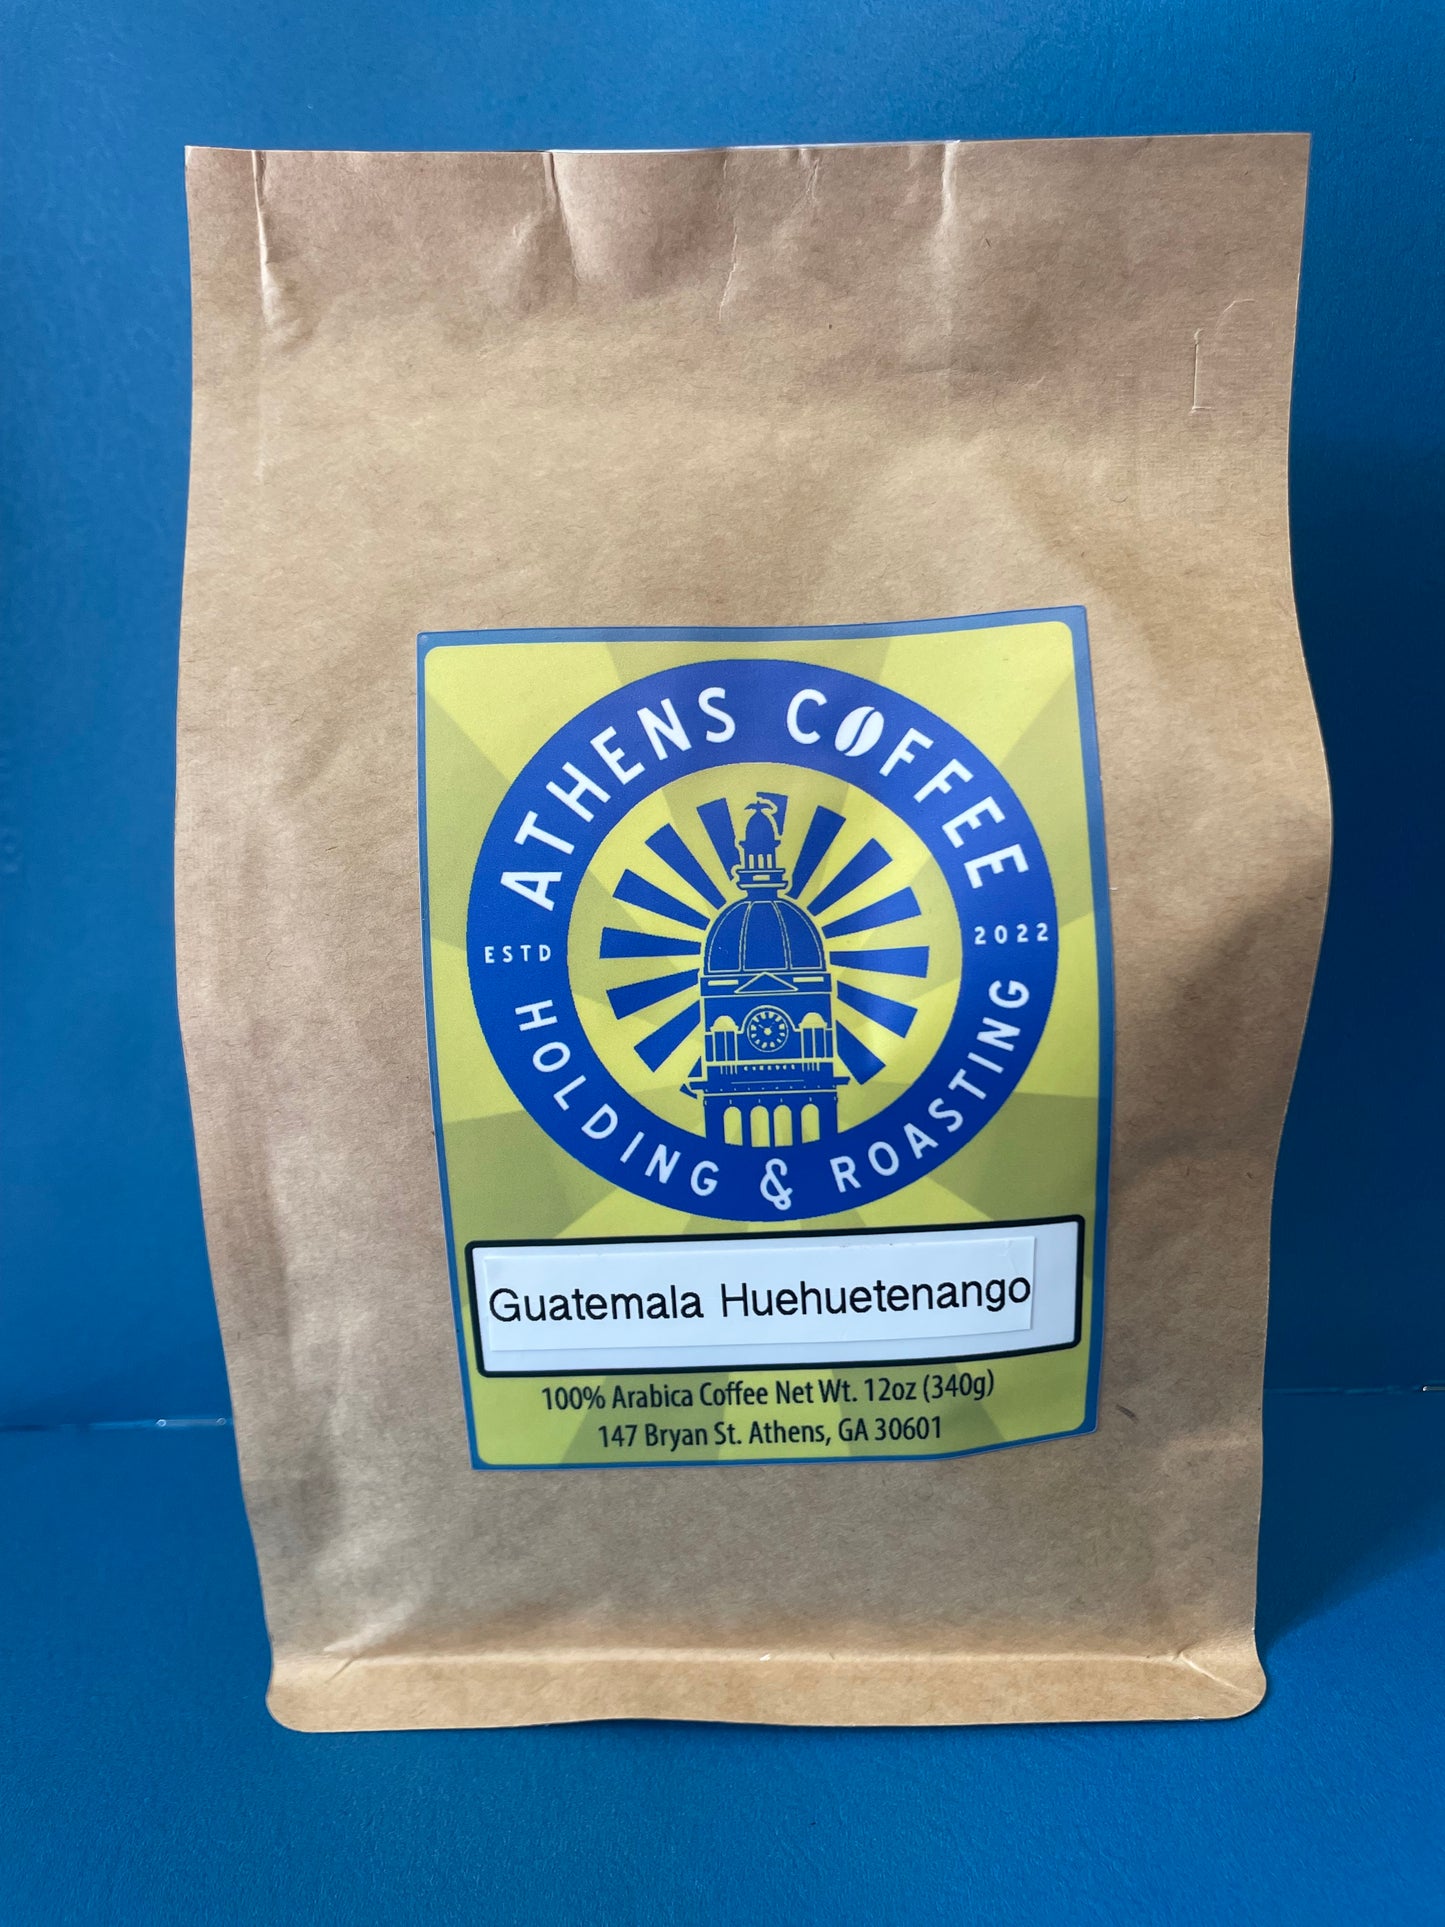 ATHENS COFFEE
ESTD 2022
HOLDING & ROASTING
Guatemala Huehuetenango
100% Arabica Coffee Net Wt. 12oz (340g)
147 Bryan St. Athens, GA 30601